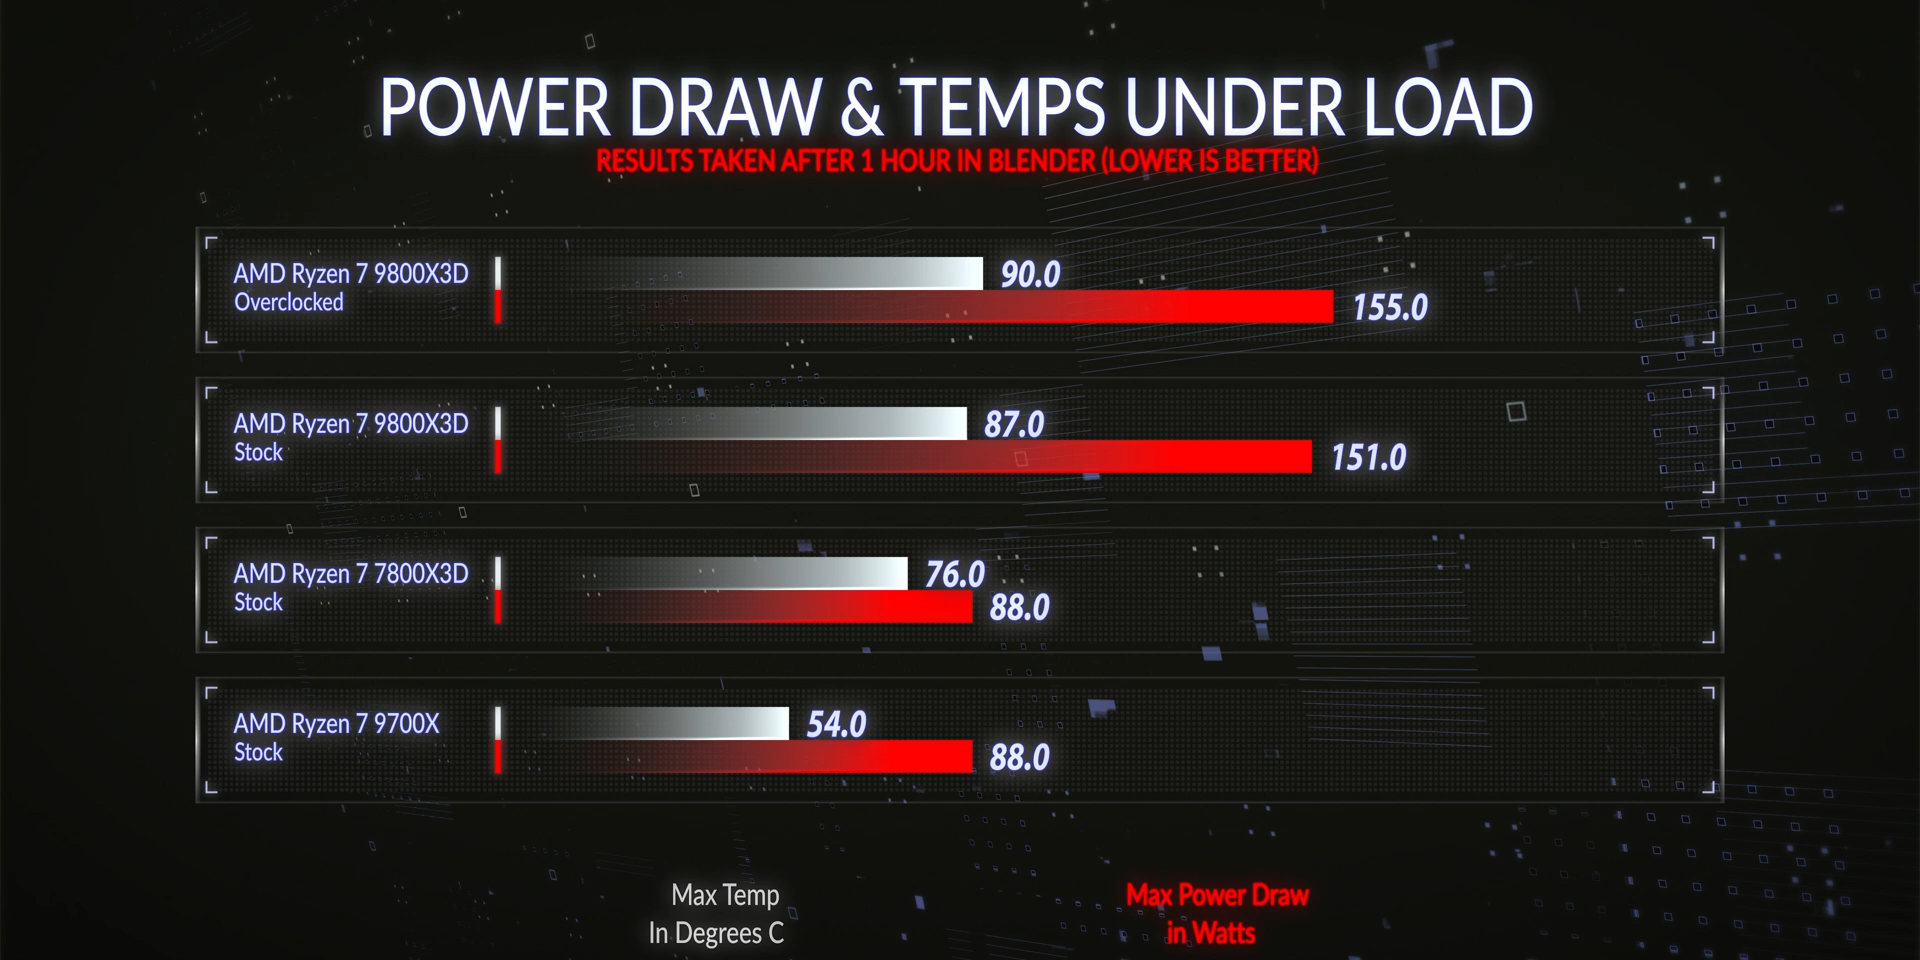 POWER DRAW & TEMPS UNDER LOAD
RESULTS TAKEN AFTER 1 HOUR IN BLENDER (LOWER IS BETTER)
AMD Ryzen 7 9800X3D
Overclocked
90.0
155.0
AMD Ryzen 7 9800X3D
Stock
87.0
151.0
AMD Ryzen 7 7800X3D
Stock
76.0
88.0
AMD Ryzen 7 9700X
Stock
54.0
88.0
Max Temp
In Degrees C
Max Power Draw
in Watts